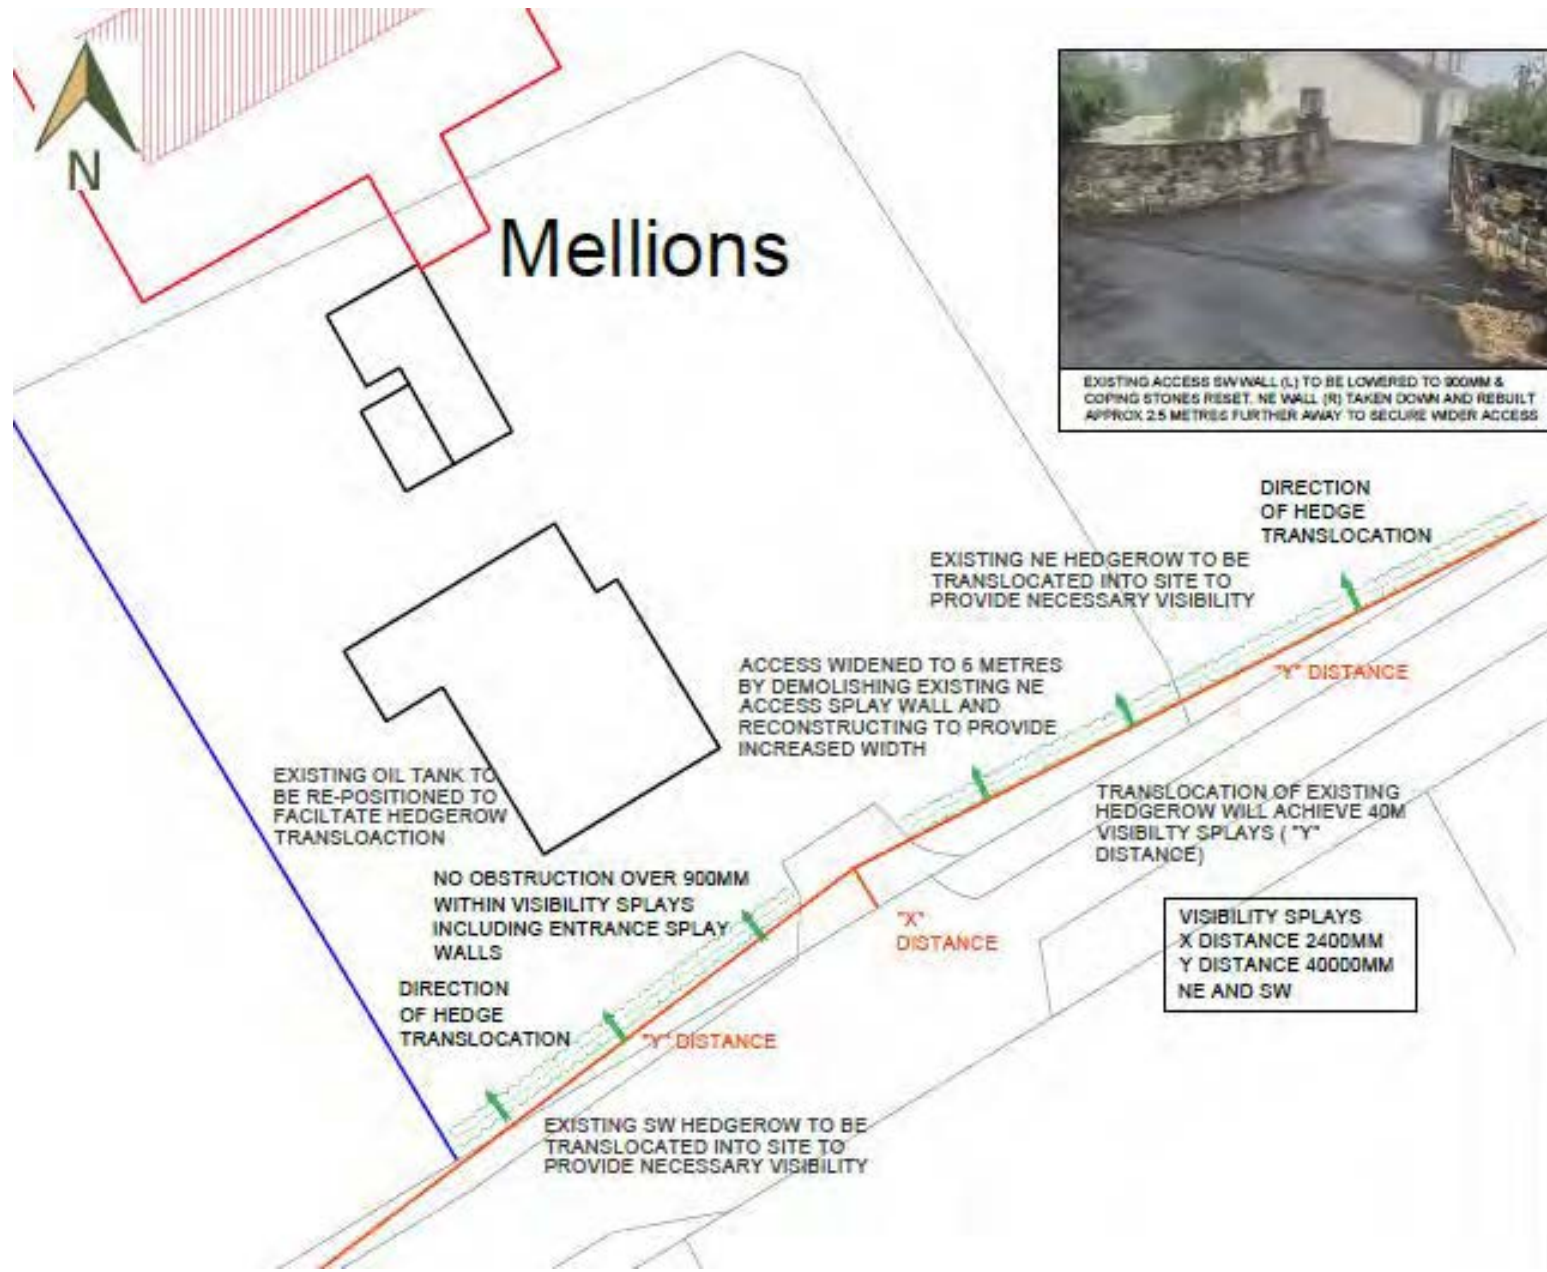 N
Mellions
EXISTING ACCESS SW WALL (L) TO BE LOWERED TO 900MM &
COPING STONES RESET. NE WALL (R) TAKEN DOWN AND REBUILT
APPROX 2.5 METRES FURTHER AWAY TO SECURE WIDER ACCESS
DIRECTION
OF HEDGE
TRANSLOCATION
EXISTING NE HEDGEROW TO BE
TRANSLOCATED INTO SITE TO
PROVIDE NECESSARY VISIBILITY
"Y" DISTANCE
ACCESS WIDENED TO 6 METRES
BY DEMOLISHING EXISTING NE
ACCESS SPLAY WALL AND
RECONSTRUCTING TO PROVIDE
INCREASED WIDTH
EXISTING OIL TANK TO
BE RE-POSITIONED TO
FACILTATE HEDGEROW
TRANSLOACTION
TRANSLOCATION OF EXISTING
HEDGEROW WILL ACHIEVE 40M
VISIBILTY SPLAYS ( "Y"
DISTANCE)
NO OBSTRUCTION OVER 900MM
WITHIN VISIBILITY SPLAYS
INCLUDING ENTRANCE SPLAY
WALLS
"X"
DISTANCE
VISIBILITY SPLAYS
X DISTANCE 2400MM
Y DISTANCE 40000MM
NE AND SW
DIRECTION
OF HEDGE
TRANSLOCATION
"Y" DISTANCE
EXISTING SW HEDGEROW TO BE
TRANSLOCATED INTO SITE TO
PROVIDE NECESSARY VISIBILITY